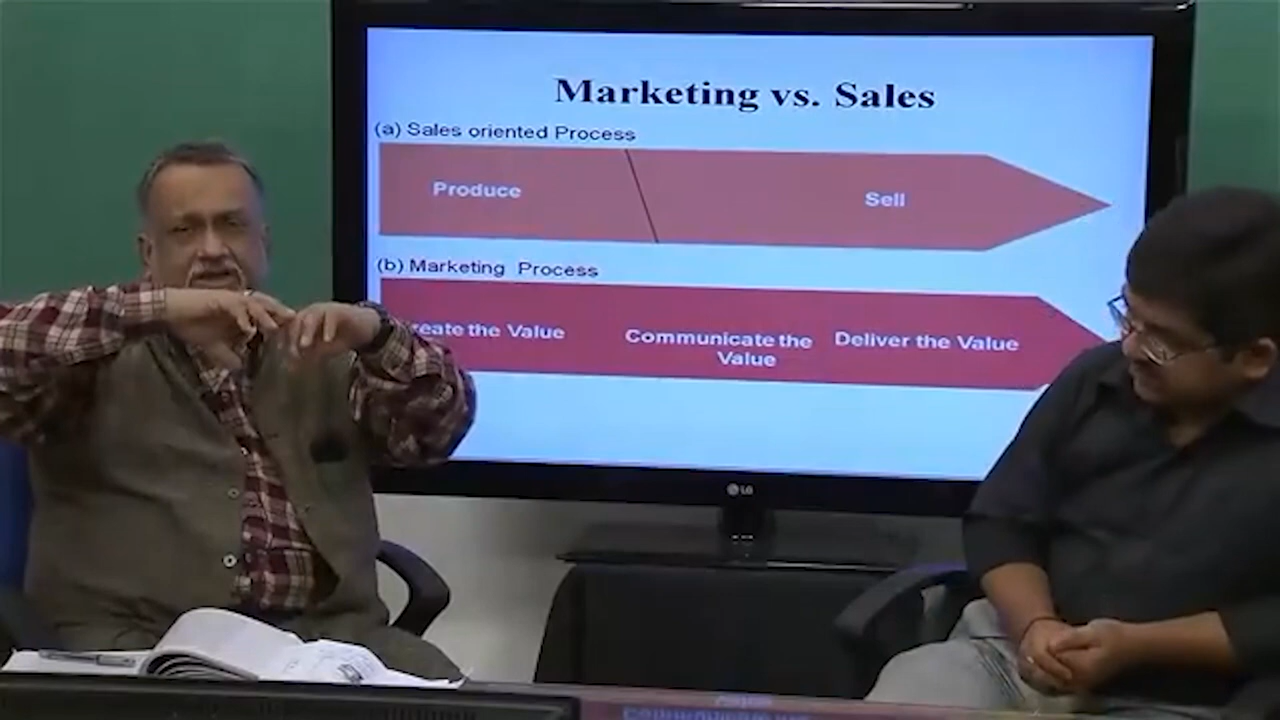 Marketing vs. Sales
(a) Sales oriented Process
Produce
Sell
(b) Marketing Process
reate the Value
Communicate the
Value
Deliver the Value
LG